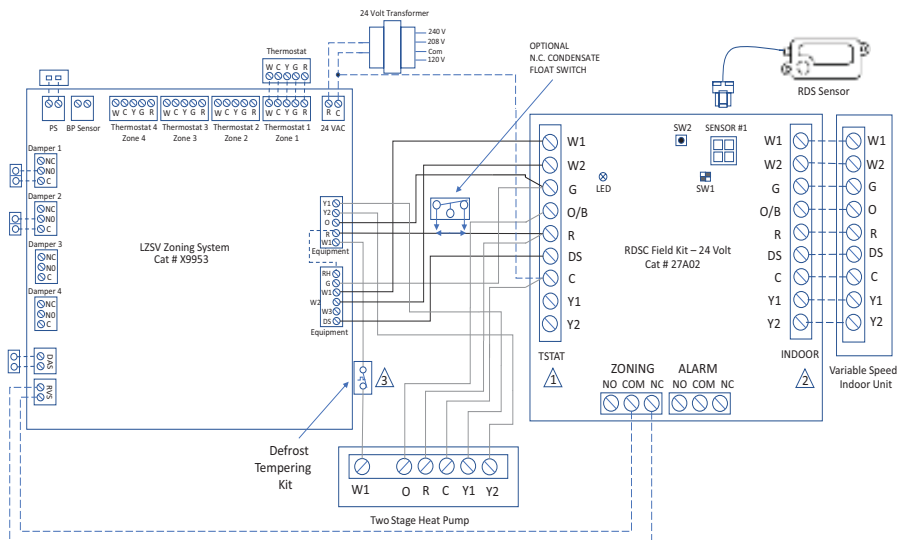 24 Volt Transformer
240 V
208 V
Com
120 V
OPTIONAL
N.C. CONDENSATE
FLOAT SWITCH
RDS Sensor
Thermostat
W C Y G R
PS
BP Sensor
W C Y G R
W C Y G R
W C Y G R
W C Y G R
R C
Thermostat 4
Zone 4
Thermostat 3
Zone 3
Thermostat 2
Zone 2
Thermostat 1
Zone 1
24 VAC
Damper 1
NC
N0
C
Damper 2
NC
N0
C
Damper 3
NC
N0
C
Damper 4
NC
N0
C
DAS
RVS
LZSV Zoning System
Cat # X9953
Y1
Y2
O
R
W1
Equipment
RH
G
W1
W2
W3
DS
Equipment
3
Defrost
Tempering
Kit
W1 O R C Y1 Y2
Two Stage Heat Pump
W1
W2
G
O/B
R
DS
C
Y1
Y2
TSTAT
1
SW2
SENSOR #1
LED
SW1
RDSC Field Kit – 24 Volt
Cat # 27A02
ZONING
NO COM NC
ALARM
NO COM NC
W1
W2
G
O/B
R
DS
C
Y1
Y2
INDOOR
2
W1
W2
G
O
R
DS
C
Y1
Y2
Variable Speed
Indoor Unit